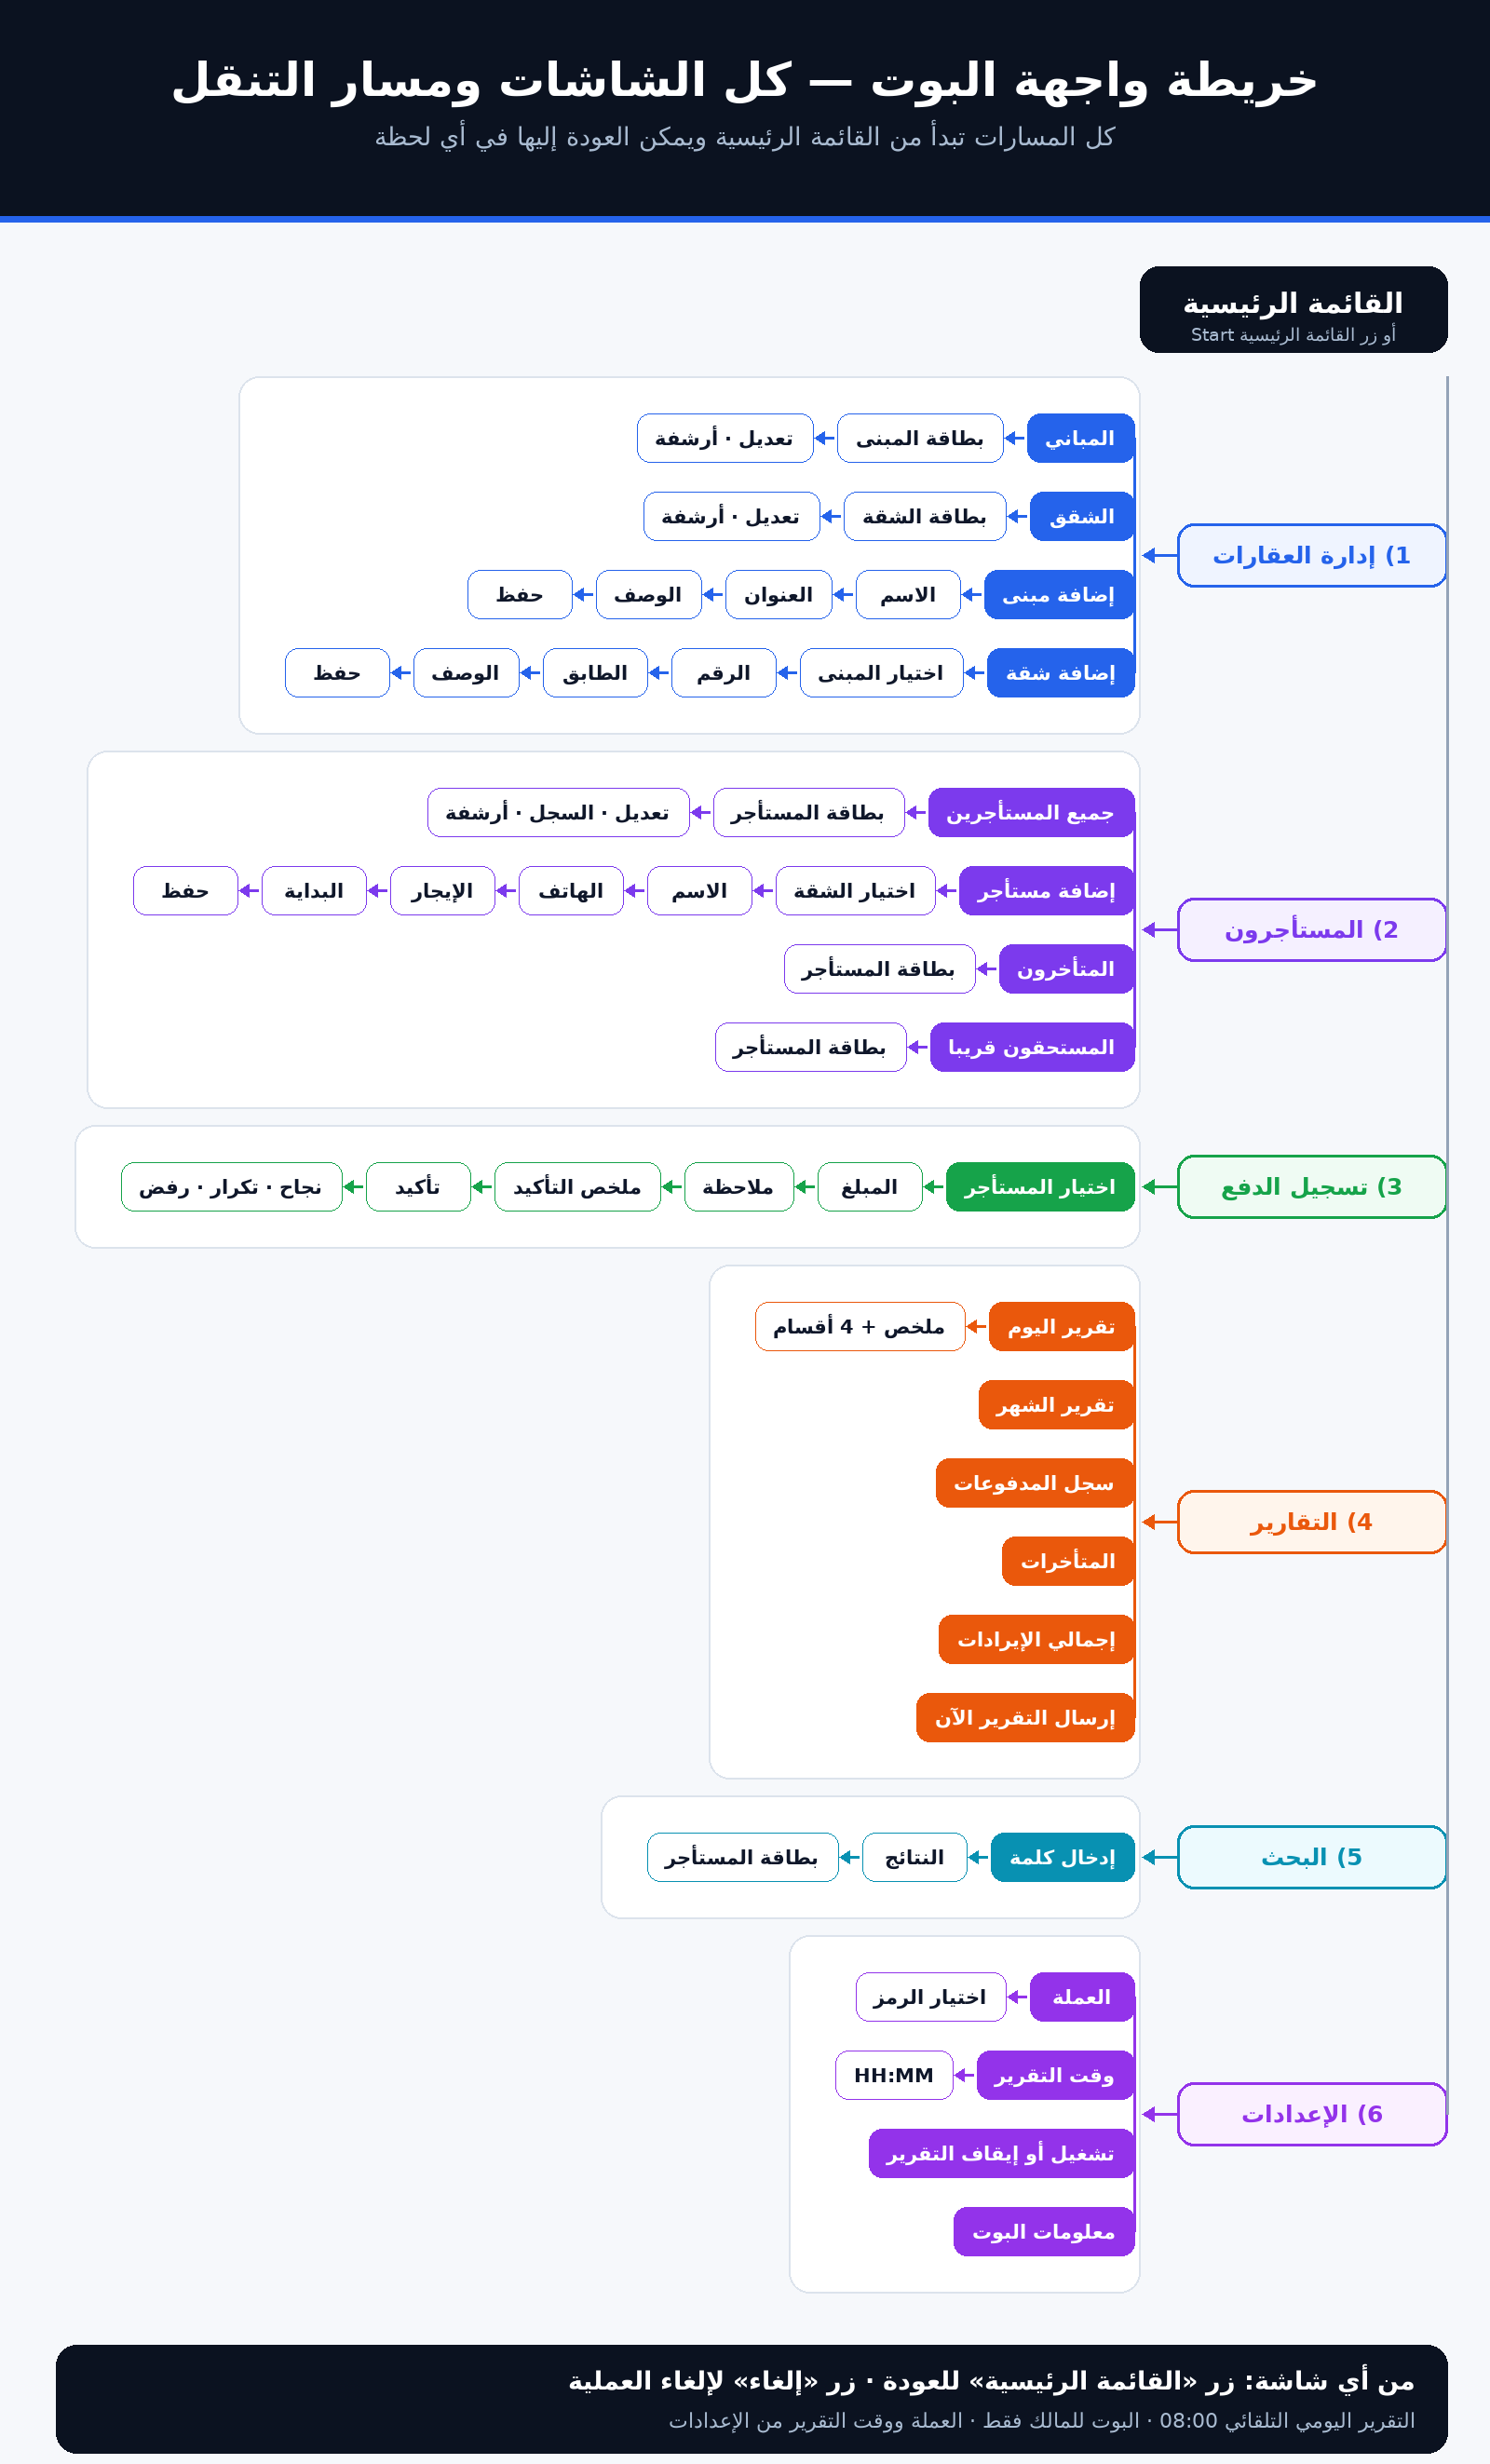 خريطة واجهة البوت — كل الشاشات ومسار التنقل
كل المسارات تبدأ من القائمة الرئيسية ويمكن العودة إليها في أي لحظة
القائمة الرئيسية
أو زر القائمة الرئيسية Start
1) إدارة العقارات
المباني
بطاقة المبنى
تعديل · أرشفة
الشقق
بطاقة الشقة
تعديل · أرشفة
إضافة مبنى
الاسم
العنوان
الوصف
حفظ
إضافة شقة
اختيار المبنى
الرقم
الطابق
الوصف
حفظ
2) المستأجرون
جميع المستأجرين
بطاقة المستأجر
تعديل · السجل · أرشفة
إضافة مستأجر
اختيار الشقة
الاسم
الهاتف
الإيجار
البداية
حفظ
المتأخرون
بطاقة المستأجر
المستحقون قريبا
بطاقة المستأجر
3) تسجيل الدفع
اختيار المستأجر
المبلغ
ملاحظة
ملخص التأكيد
تأكيد
نجاح · تكرار · رفض
4) التقارير
تقرير اليوم
ملخص + 4 أقسام
تقرير الشهر
سجل المدفوعات
المتأخرات
إجمالي الإيرادات
إرسال التقرير الآن
5) البحث
إدخال كلمة
النتائج
بطاقة المستأجر
6) الإعدادات
العملة
اختيار الرمز
وقت التقرير
HH:MM
تشغيل أو إيقاف التقرير
معلومات البوت
من أي شاشة: زر «القائمة الرئيسية» للعودة · زر «إلغاء» لإلغاء العملية
التقرير اليومي التلقائي 08:00 · البوت للمالك فقط · العملة ووقت التقرير من الإعدادات